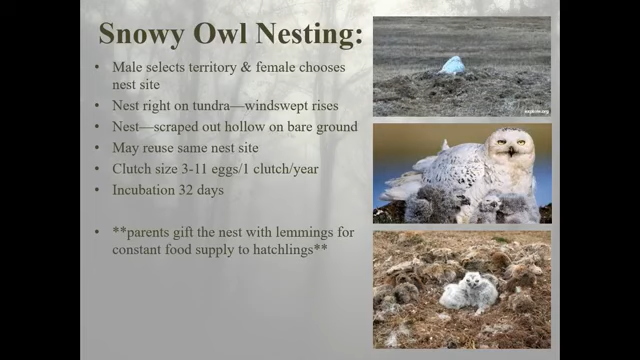 Snowy Owl Nesting:
• Male selects territory & female chooses
nest site
• Nest right on tundra—windswept rises
• Nest—scraped out hollow on bare ground
• May reuse same nest site
• Clutch size 3-11 eggs/1 clutch/year
• Incubation 32 days
• **parents gift the nest with lemmings for
constant food supply to hatchlings**
explore.org